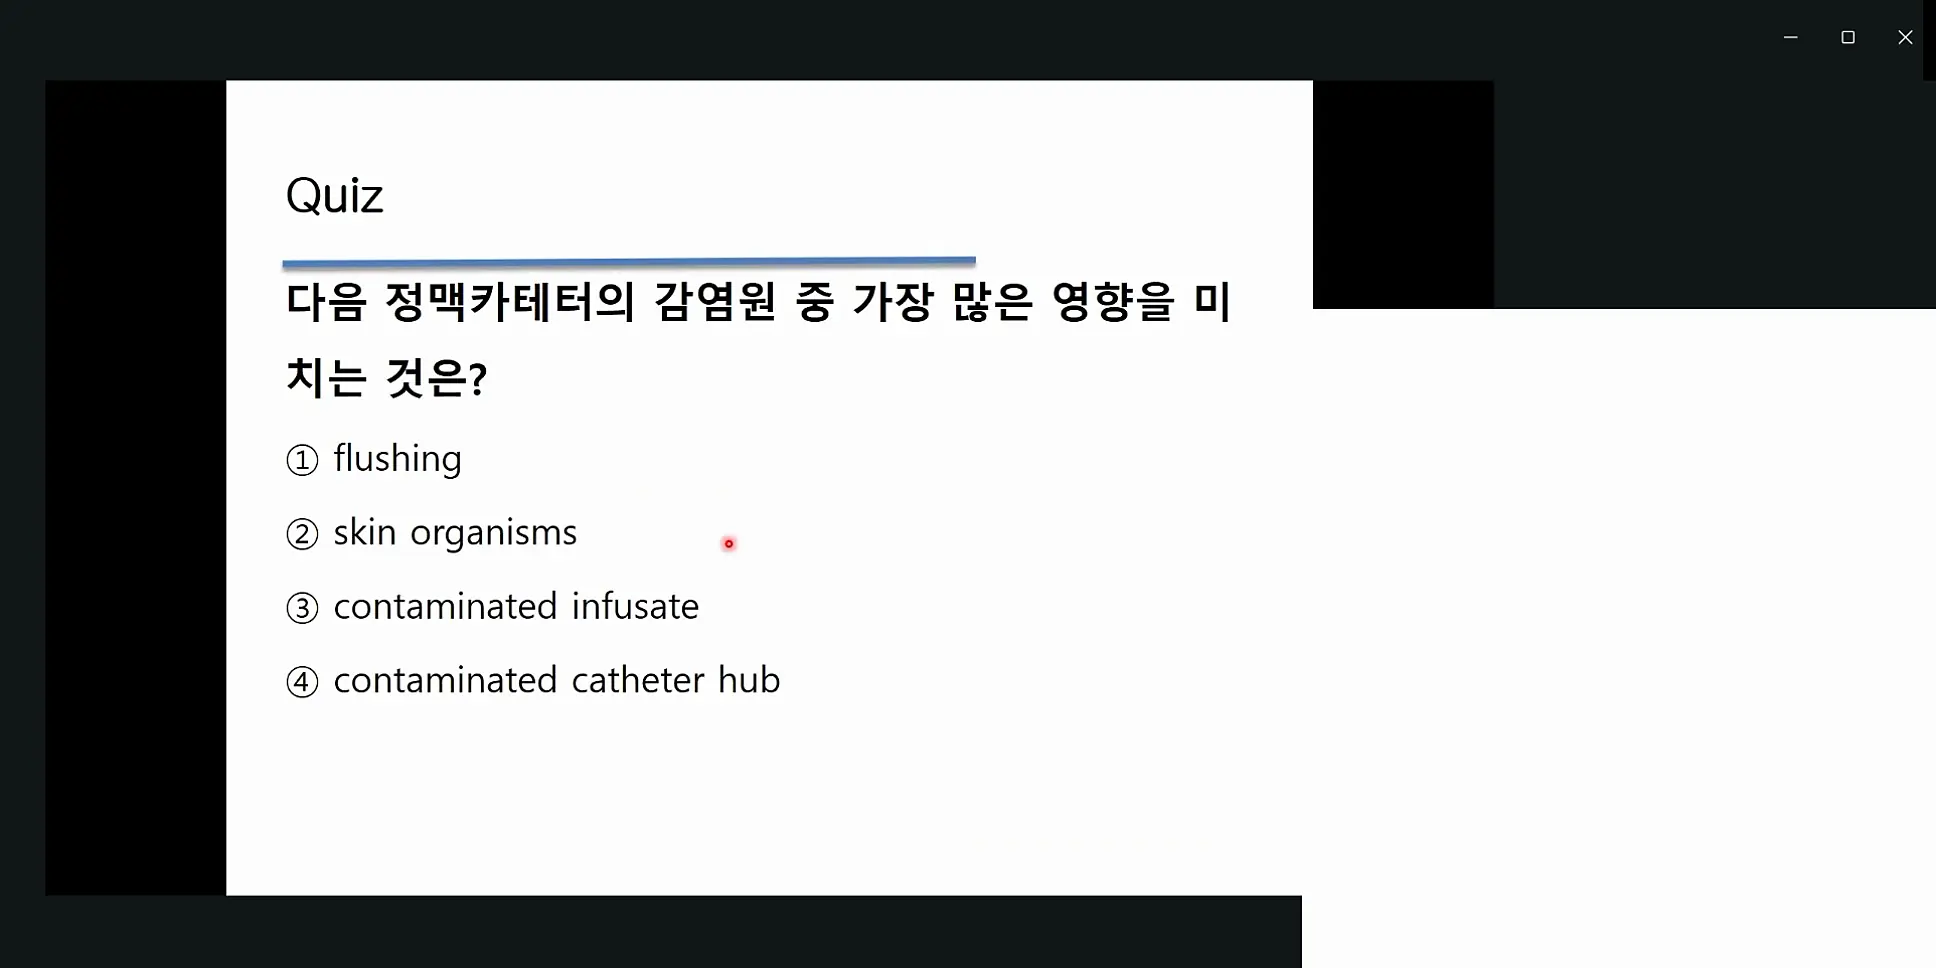 Quiz
다음 정맥카테터의 감염원 중 가장 많은 영향을 미
치는 것은?
① flushing
② skin organisms
③ contaminated infusate
④ contaminated catheter hub